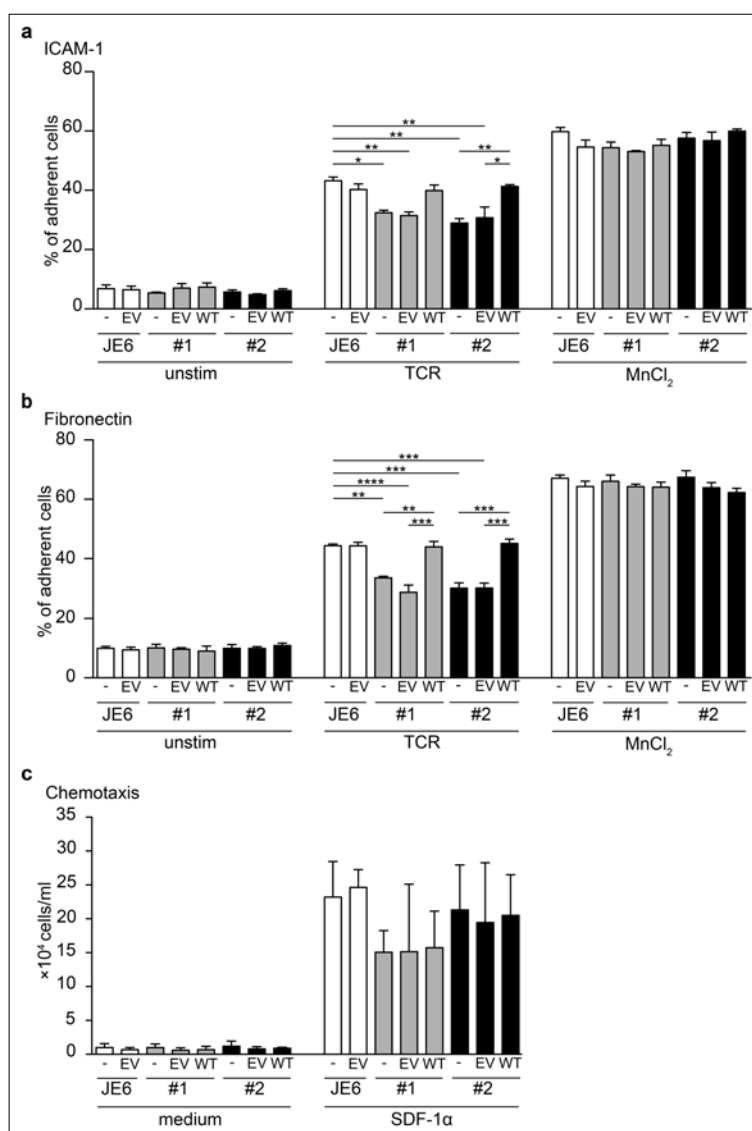 a
ICAM-1
80
60
40
20
0
% of adherent cells
**
**
** **
* *
- EV - EV WT - EV WT - EV - EV WT - EV WT - EV - EV WT - EV WT
JE6 #1 #2 JE6 #1 #2 JE6 #1 #2
unstim TCR MnCl₂
b
Fibronectin
80
60
40
20
0
% of adherent cells
***
***
****
** ** ***
*** ***
- EV - EV WT - EV WT - EV - EV WT - EV WT - EV - EV WT - EV WT
JE6 #1 #2 JE6 #1 #2 JE6 #1 #2
unstim TCR MnCl₂
c
Chemotaxis
35
30
25
20
15
10
5
0
×10⁴ cells/ml
- EV - EV WT - EV WT - EV - EV WT - EV WT
JE6 #1 #2 JE6 #1 #2
medium SDF-1α